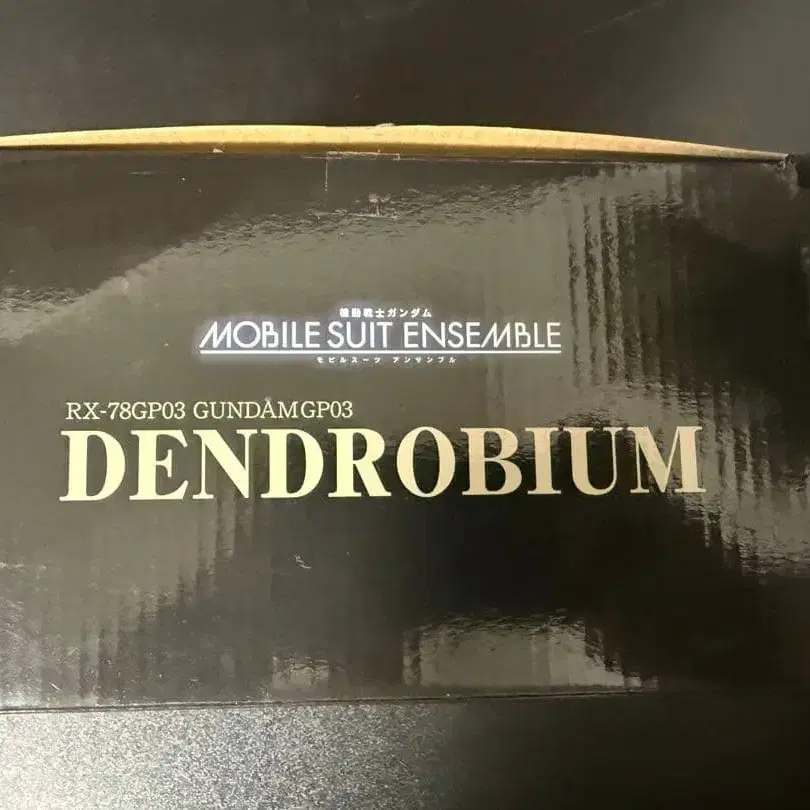 機動戦士ガンダム
MOBILE SUIT ENSEMBLE
モビルスーツ アンサンブル
RX-78GP03 GUNDAMGP03
DENDROBIUM